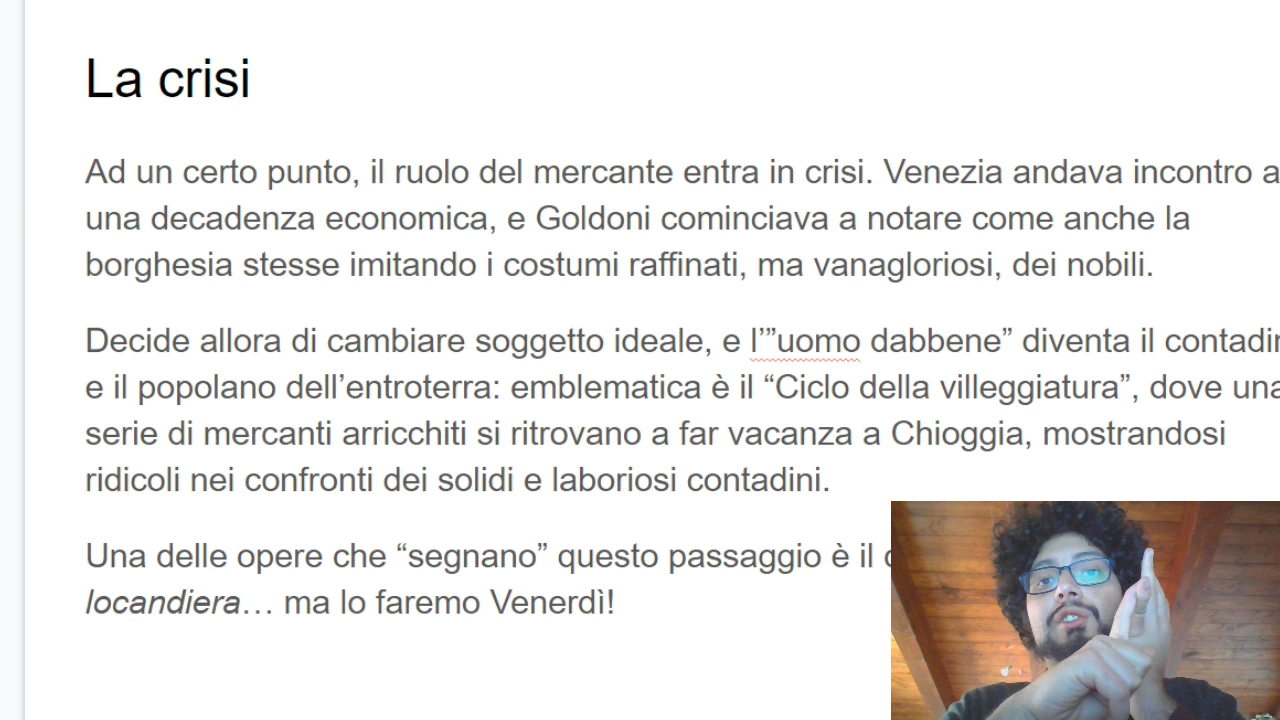 La crisi
Ad un certo punto, il ruolo del mercante entra in crisi. Venezia andava incontro a
una decadenza economica, e Goldoni cominciava a notare come anche la
borghesia stesse imitando i costumi raffinati, ma vanagloriosi, dei nobili.
Decide allora di cambiare soggetto ideale, e l’”uomo dabbene” diventa il
e il popolano dell’entroterra: emblematica è il “Ciclo della villeggiatura”, dove una
serie di mercanti arricchiti si ritrovano a far vacanza a Chioggia, mostrandosi
ridicoli nei confronti dei solidi e laboriosi contadini.
Una delle opere che “segnano” questo passaggio è il
locandiera… ma lo faremo Venerdì!